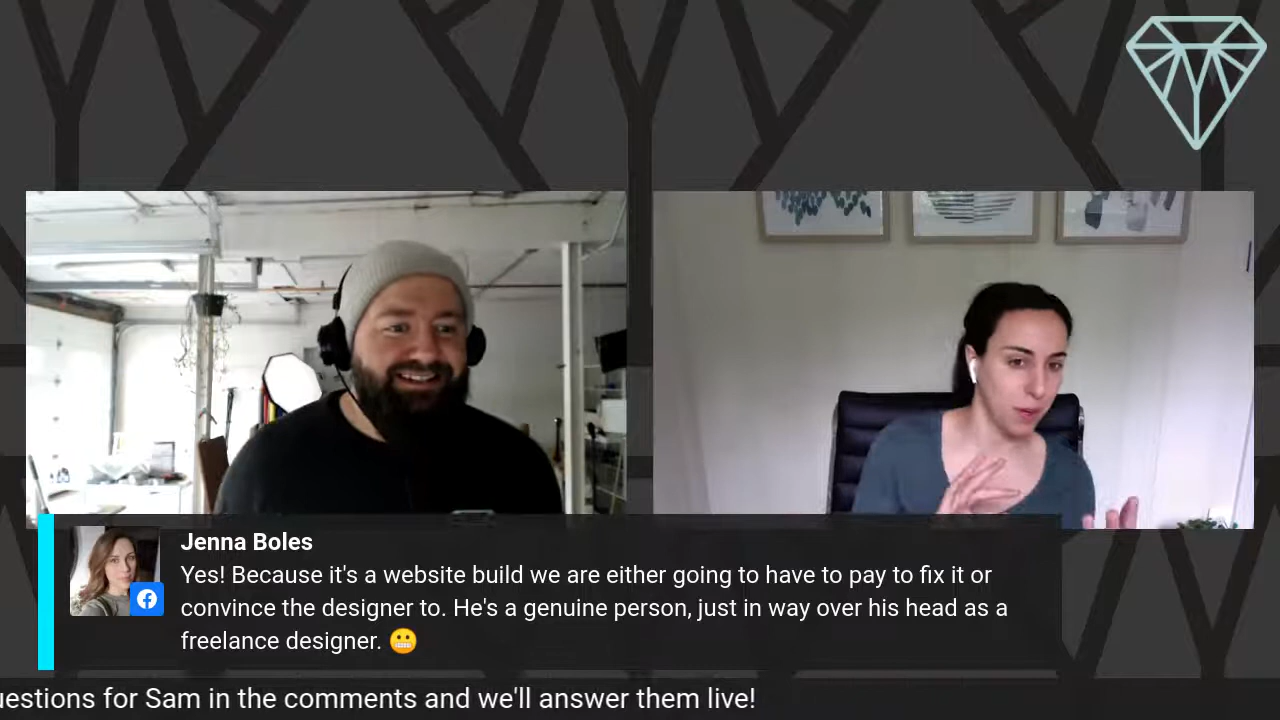 Jenna Boles
Yes! Because it's a website build we are either going to have to pay to fix it or
convince the designer to. He's a genuine person, just in way over his head as a
freelance designer. 😬
uestions for Sam in the comments and we'll answer them live!